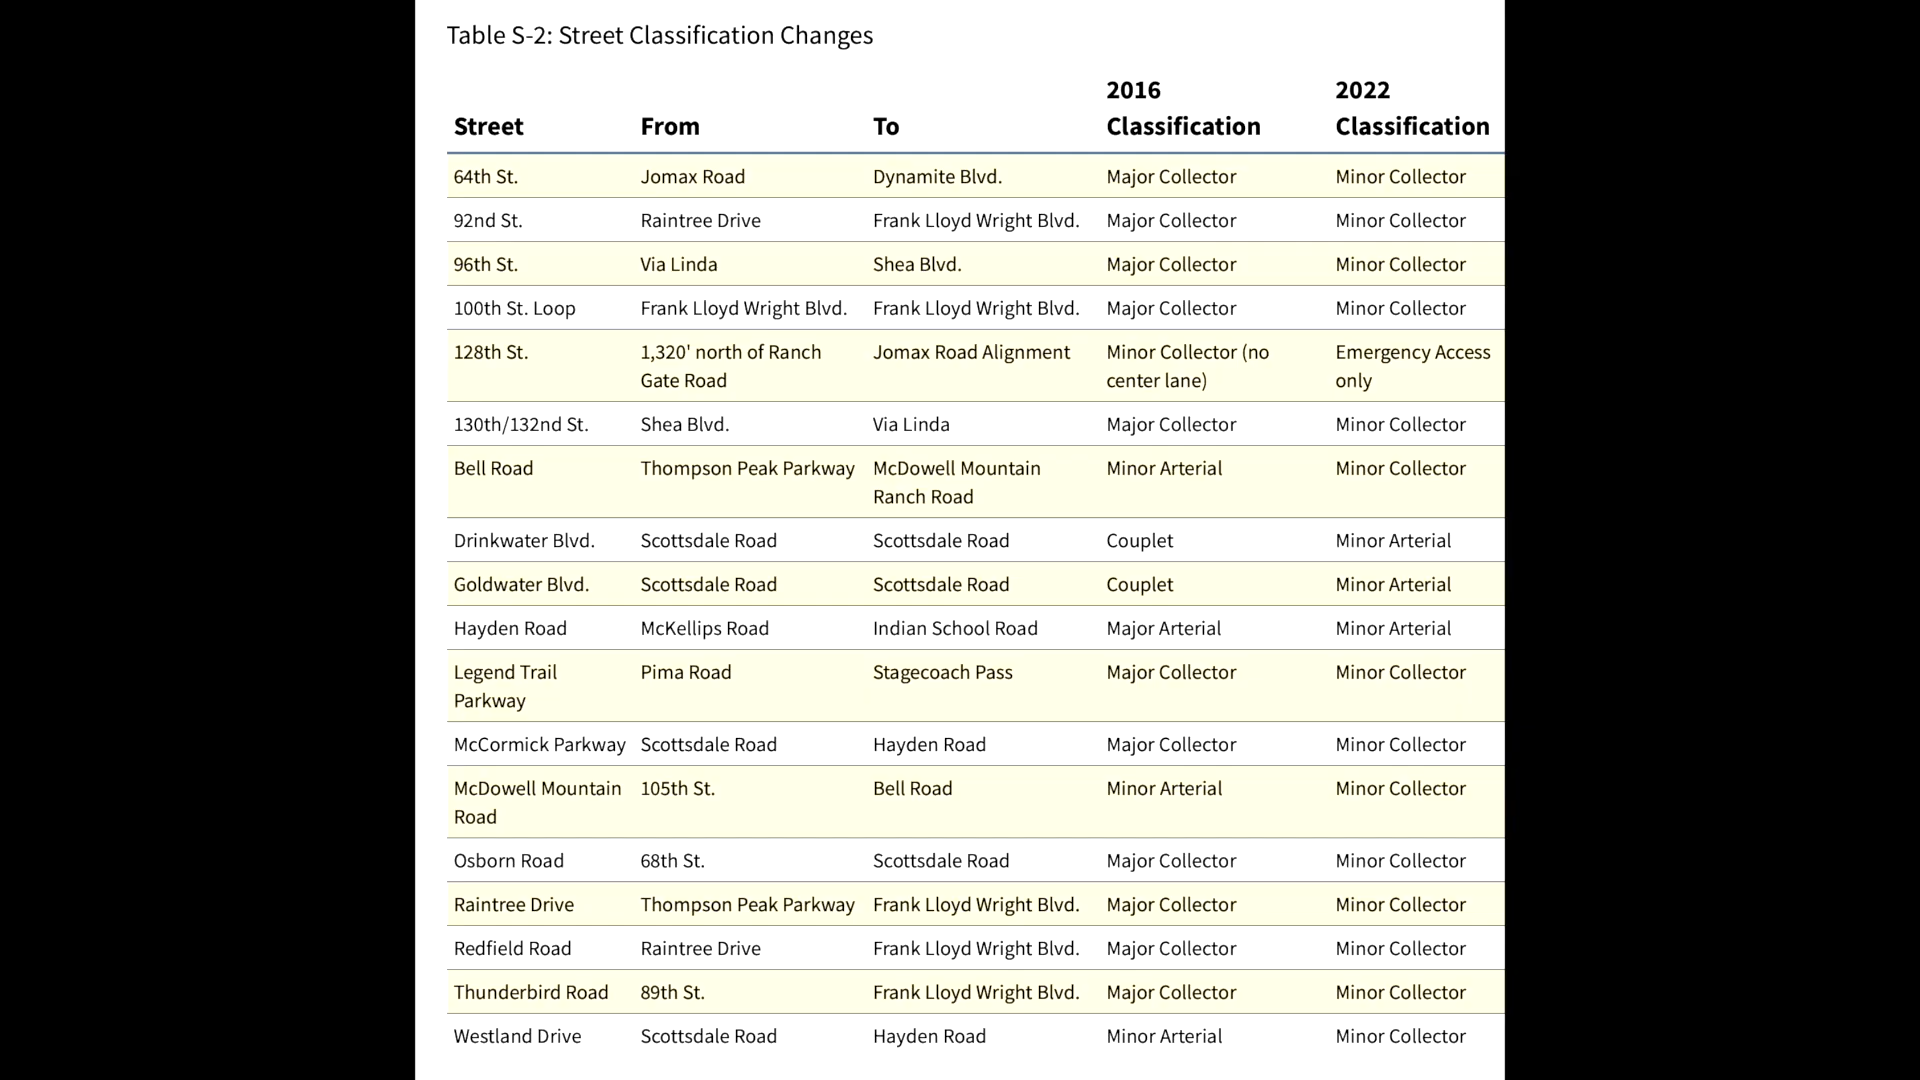 Table S-2: Street Classification Changes
Street From To 2016 Classification 2022 Classification
64th St. Jomax Road Dynamite Blvd. Major Collector Minor Collector
92nd St. Raintree Drive Frank Lloyd Wright Blvd. Major Collector Minor Collector
96th St. Via Linda Shea Blvd. Major Collector Minor Collector
100th St. Loop Frank Lloyd Wright Blvd. Frank Lloyd Wright Blvd. Major Collector Minor Collector
128th St. 1,320' north of Ranch Gate Road Jomax Road Alignment Minor Collector (no center lane) Emergency Access only
130th/132nd St. Shea Blvd. Via Linda Major Collector Minor Collector
Bell Road Thompson Peak Parkway McDowell Mountain Ranch Road Minor Arterial Minor Collector
Drinkwater Blvd. Scottsdale Road Scottsdale Road Couplet Minor Arterial
Goldwater Blvd. Scottsdale Road Scottsdale Road Couplet Minor Arterial
Hayden Road McKellips Road Indian School Road Major Arterial Minor Arterial
Legend Trail Parkway Pima Road Stagecoach Pass Major Collector Minor Collector
McCormick Parkway Scottsdale Road Hayden Road Major Collector Minor Collector
McDowell Mountain Road 105th St. Bell Road Minor Arterial Minor Collector
Osborn Road 68th St. Scottsdale Road Major Collector Minor Collector
Raintree Drive Thompson Peak Parkway Frank Lloyd Wright Blvd. Major Collector Minor Collector
Redfield Road Raintree Drive Frank Lloyd Wright Blvd. Major Collector Minor Collector
Thunderbird Road 89th St. Frank Lloyd Wright Blvd. Major Collector Minor Collector
Westland Drive Scottsdale Road Hayden Road Minor Arterial Minor Collector